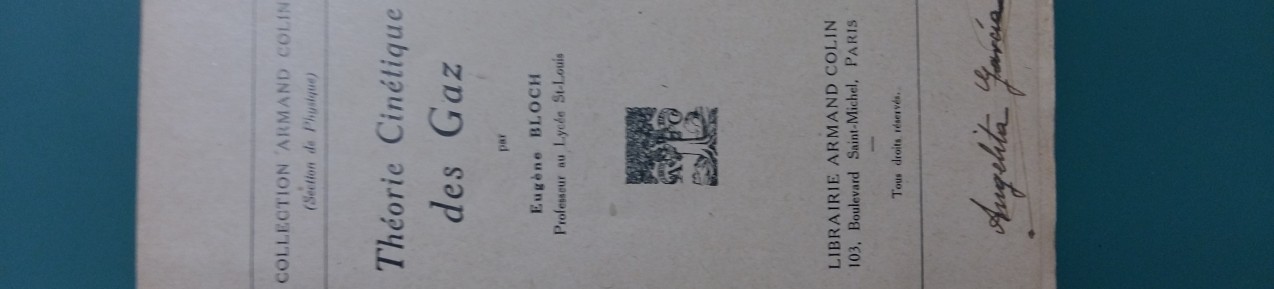 COLLECTION ARMAND COLIN
(Section de Physique)
Théorie Cinétique
des Gaz
par
Eugène BLOCH
Professeur au Lycée St-Louis
LIBRAIRIE ARMAND COLIN
103, Boulevard Saint-Michel, PARIS
Tous droits réservés.
Angelita García